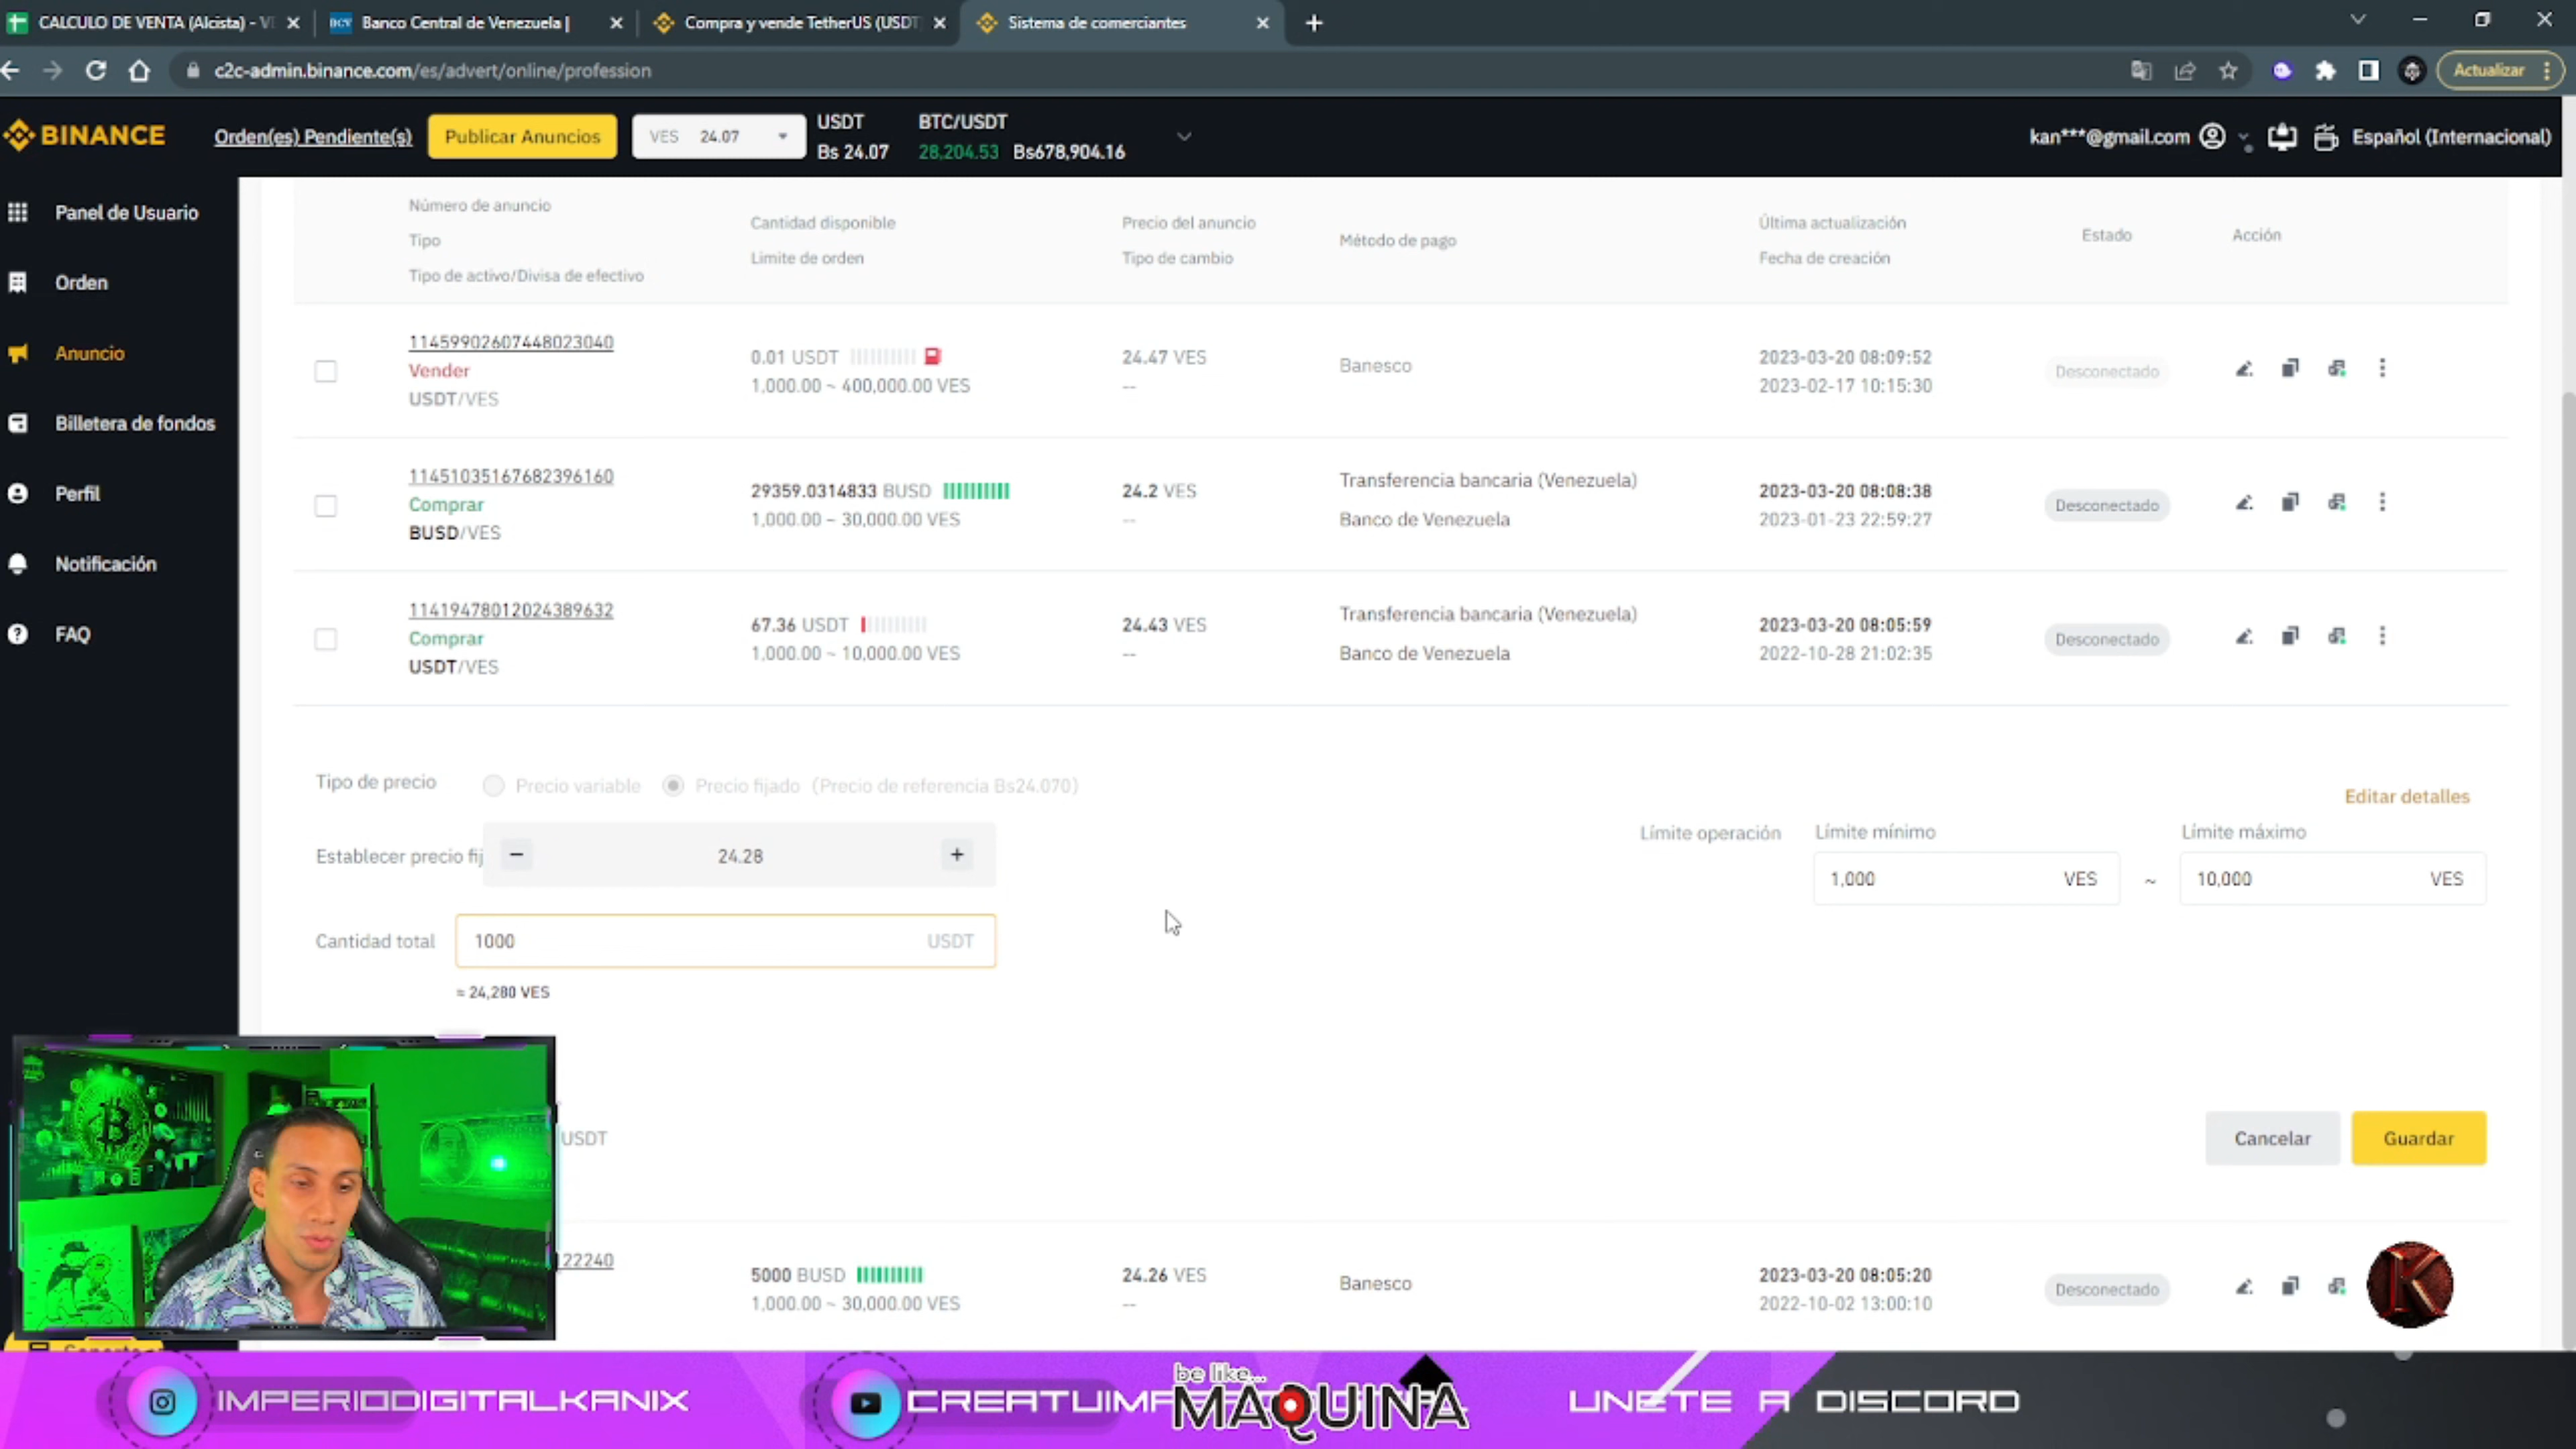 CALCULO DE VENTA (Alcista) - VI
BCV Banco Central de Venezuela |
Compra y vende TetherUS (USDT
Sistema de comerciantes
c2c-admin.binance.com/es/advert/online/profession
Actualizar
BINANCE
Orden(es) Pendiente(s)
Publicar Anuncios
VES 24.07
USDT
Bs 24.07
BTC/USDT
28,204.53 Bs678,904.16
kan***@gmail.com
Español (Internacional)
Panel de Usuario
Orden
Anuncio
Billetera de fondos
Perfil
Notificación
FAQ
Número de anuncio
Tipo
Tipo de activo/Divisa de efectivo
Cantidad disponible
Limite de orden
Precio del anuncio
Tipo de cambio
Método de pago
Última actualización
Fecha de creación
Estado
Acción
11459902607448023040
Vender
USDT/VES
0.01 USDT
1,000.00 ~ 400,000.00 VES
24.47 VES
--
Banesco
2023-03-20 08:09:52
2023-02-17 10:15:30
Desconectado
11451035167682396160
Comprar
BUSD/VES
29359.0314833 BUSD
1,000.00 ~ 30,000.00 VES
24.2 VES
--
Transferencia bancaria (Venezuela)
Banco de Venezuela
2023-03-20 08:08:38
2023-01-23 22:59:27
Desconectado
11419478012024389632
Comprar
USDT/VES
67.36 USDT
1,000.00 ~ 10,000.00 VES
24.43 VES
--
Transferencia bancaria (Venezuela)
Banco de Venezuela
2023-03-20 08:05:59
2022-10-28 21:02:35
Desconectado
Tipo de precio
Precio variable
Precio fijado (Precio de referencia Bs24.070)
Editar detalles
Establecer precio fij
− 24.28 +
Límite operación
Límite mínimo
1,000 VES
~
Límite máximo
10,000 VES
Cantidad total
1000 USDT
≈ 24,280 VES
USDT
Cancelar
Guardar
122240
5000 BUSD
1,000.00 ~ 30,000.00 VES
24.26 VES
--
Banesco
2023-03-20 08:05:20
2022-10-02 13:00:10
Desconectado
K
IMPERIODIGITALKANIX
CREATUIM
be like...
MAQUINA
UNETE A DISCORD